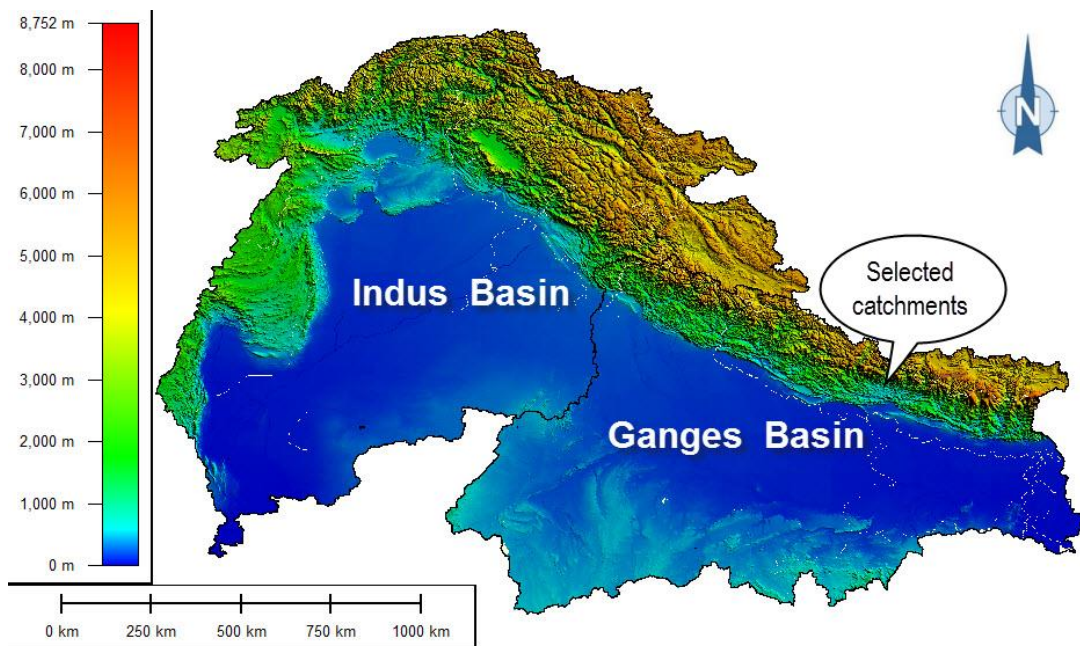 8,752 m
8,000 m
7,000 m
6,000 m
5,000 m
4,000 m
3,000 m
2,000 m
1,000 m
0 m
N
Indus Basin
Selected
catchments
Ganges Basin
0 km 250 km 500 km 750 km 1000 km